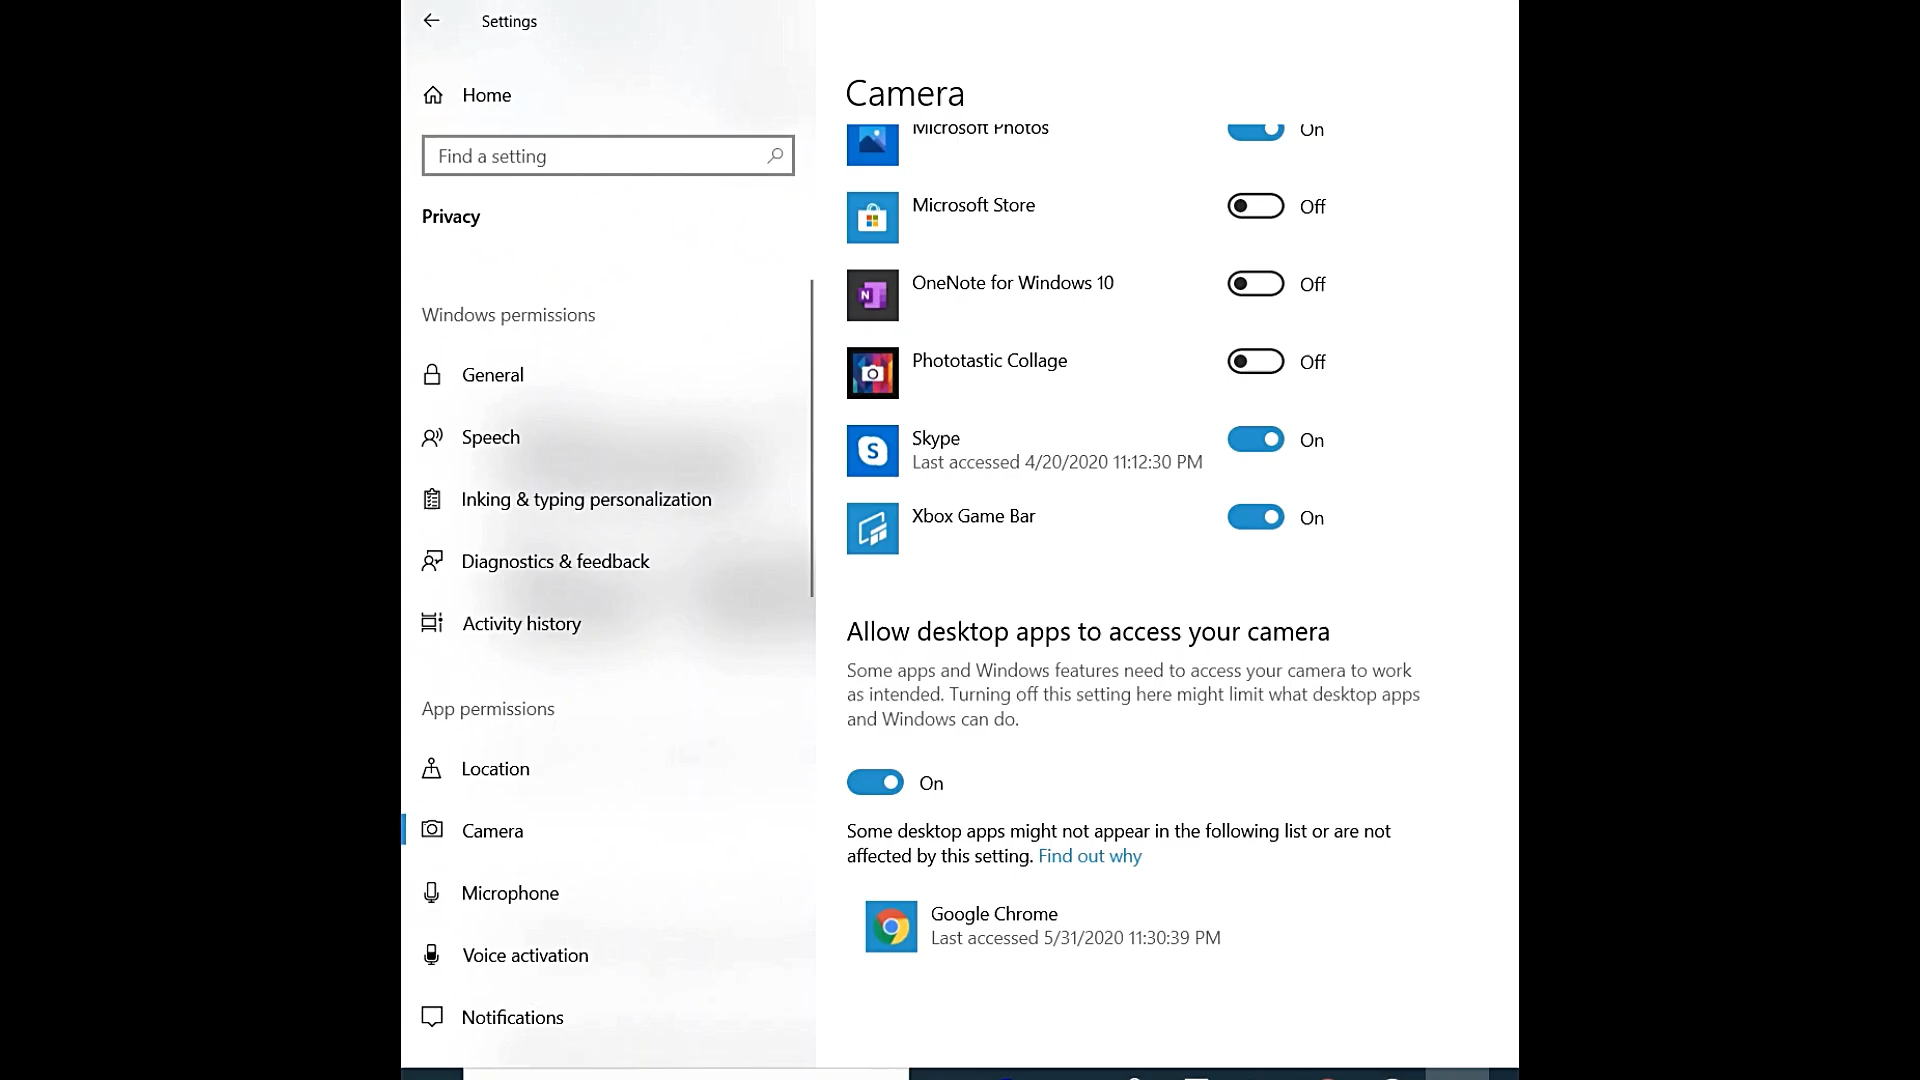 Settings
Home
Find a setting
Privacy
Windows permissions
General
Speech
Inking & typing personalization
Diagnostics & feedback
Activity history
App permissions
Location
Camera
Microphone
Voice activation
Notifications
Camera
Microsoft Photos On
Microsoft Store Off
OneNote for Windows 10 Off
Phototastic Collage Off
Skype On
Last accessed 4/20/2020 11:12:30 PM
Xbox Game Bar On
Allow desktop apps to access your camera
Some apps and Windows features need to access your camera to work
as intended. Turning off this setting here might limit what desktop apps
and Windows can do.
On
Some desktop apps might not appear in the following list or are not
affected by this setting. Find out why
Google Chrome
Last accessed 5/31/2020 11:30:39 PM